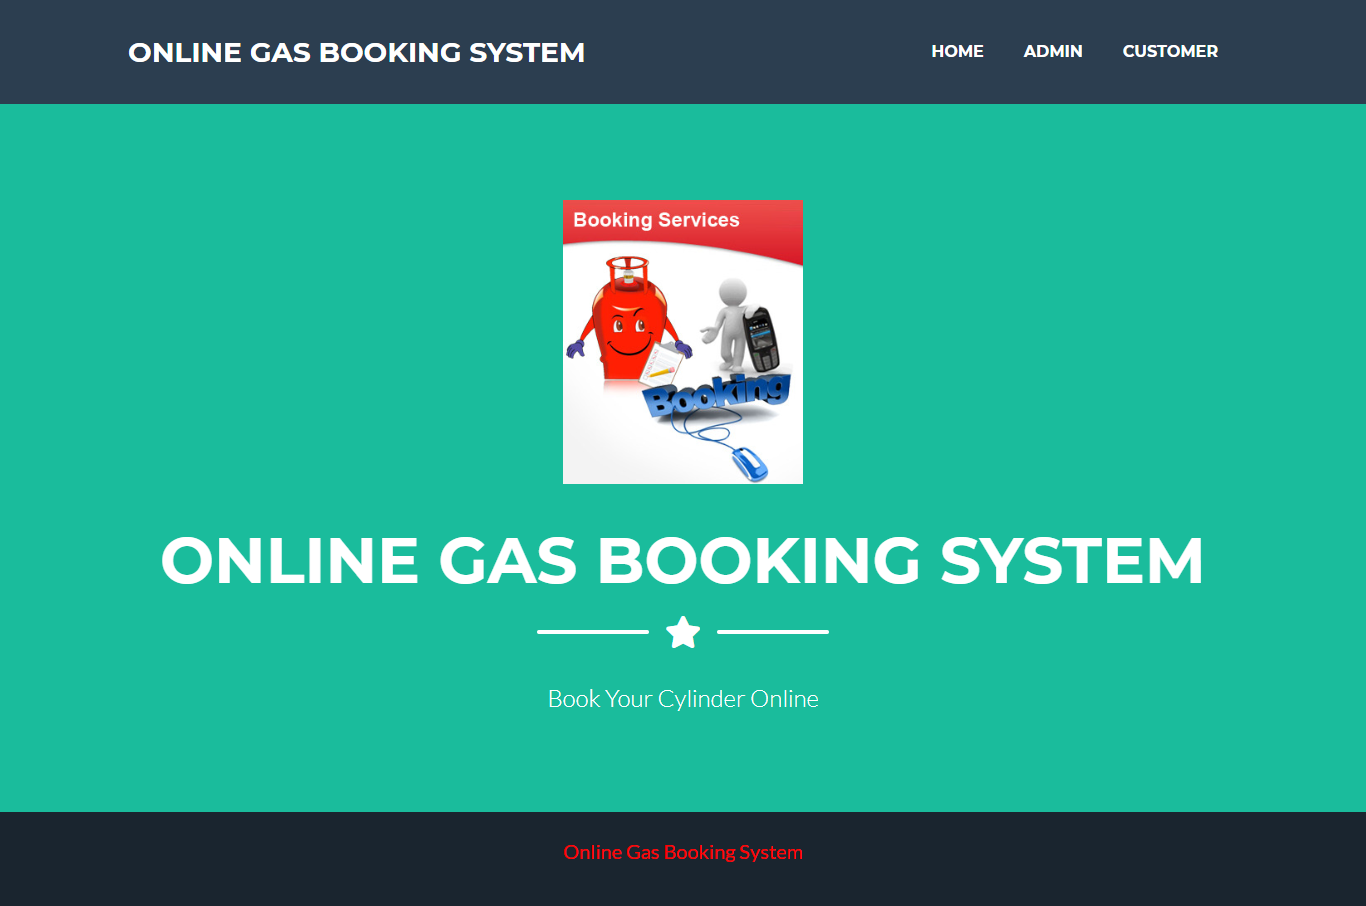 ONLINE GAS BOOKING SYSTEM
HOME ADMIN CUSTOMER
Booking Services
Booking
ONLINE GAS BOOKING SYSTEM
Book Your Cylinder Online
Online Gas Booking System